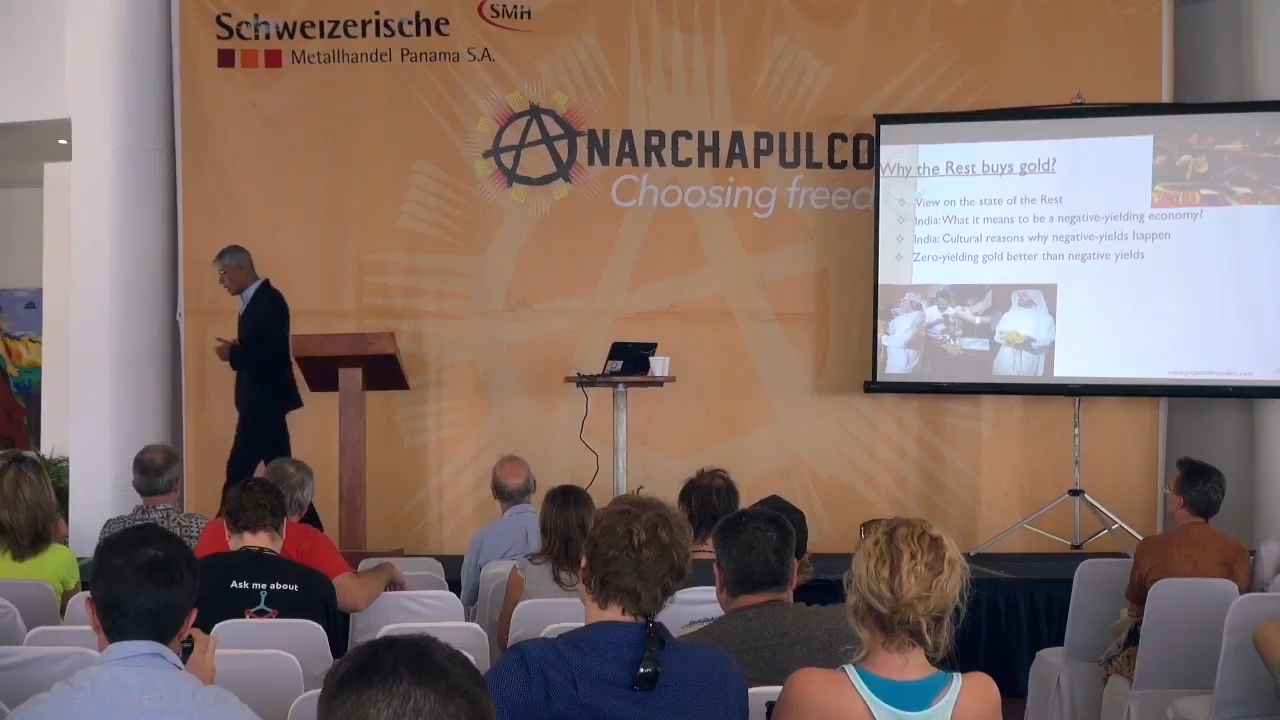 Schweizerische
SMH
Metallhandel Panama S.A.
NARCHAPULCO
Choosing freed
Why the Rest buys gold?
View on the state of the Rest
India: What it means to be a negative-yielding economy?
India: Cultural reasons why negative-yields happen
Zero-yielding gold better than negative yields
Ask me about